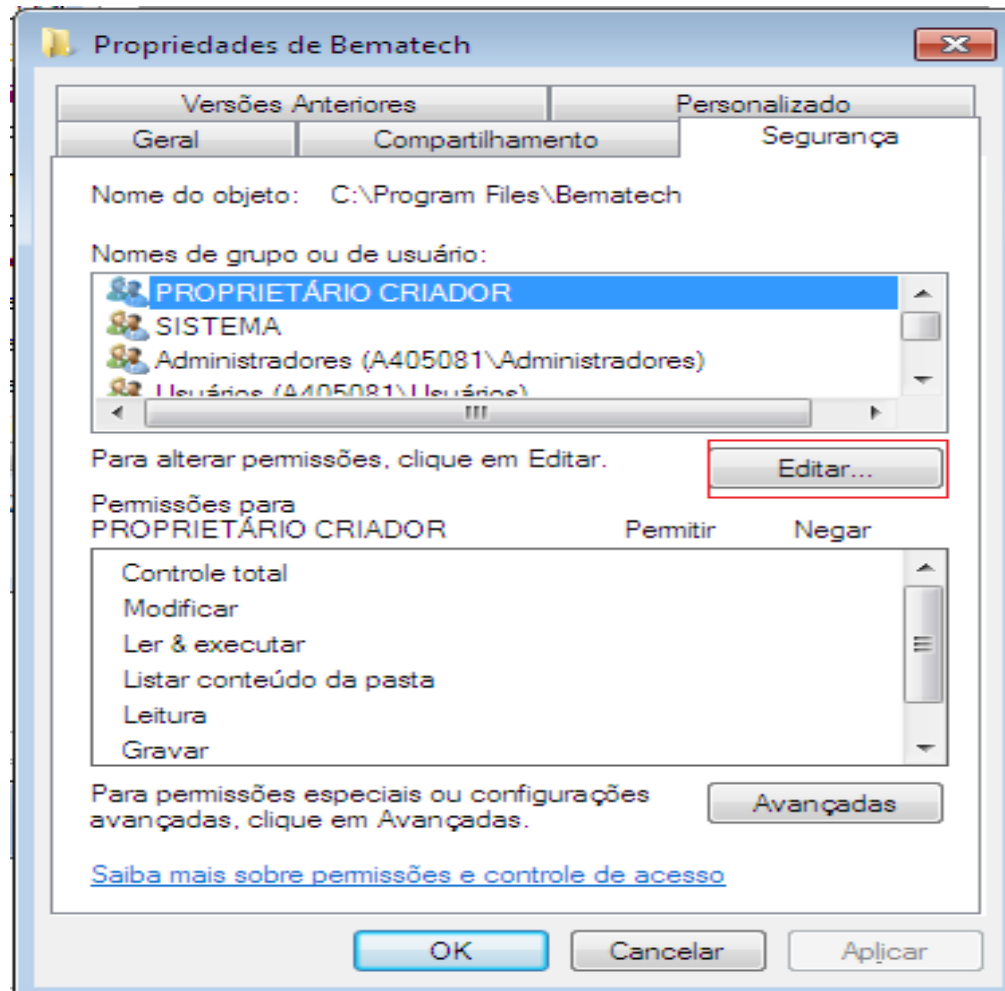 Propriedades de Bematech
Versões Anteriores
Personalizado
Geral
Compartilhamento
Segurança
Nome do objeto: C:\Program Files\Bematech
Nomes de grupo ou de usuário:
PROPRIETÁRIO CRIADOR
SISTEMA
Administradores (A405081\Administradores)
Usuários (A405081\Usuários)
Para alterar permissões, clique em Editar.
Editar...
Permissões para
PROPRIETÁRIO CRIADOR
Permitir
Negar
Controle total
Modificar
Ler & executar
Listar conteúdo da pasta
Leitura
Gravar
Para permissões especiais ou configurações
avançadas, clique em Avançadas.
Avançadas
Saiba mais sobre permissões e controle de acesso
OK
Cancelar
Aplicar